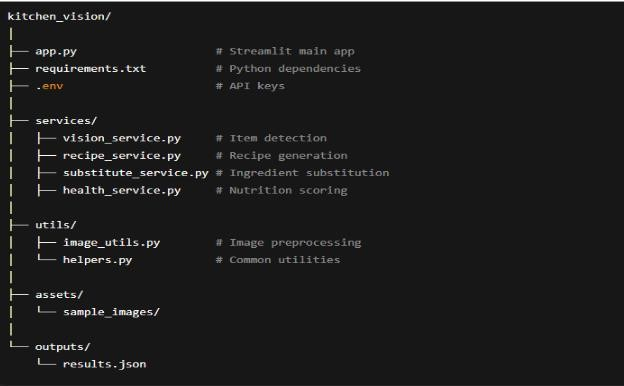 kitchen_vision/
│
├── app.py                    # Streamlit main app
├── requirements.txt          # Python dependencies
├── .env                      # API keys
│
├── services/
│   ├── vision_service.py     # Item detection
│   ├── recipe_service.py     # Recipe generation
│   ├── substitute_service.py # Ingredient substitution
│   ├── health_service.py     # Nutrition scoring
│
├── utils/
│   ├── image_utils.py        # Image preprocessing
│   └── helpers.py            # Common utilities
│
├── assets/
│   └── sample_images/
│
└── outputs/
    └── results.json